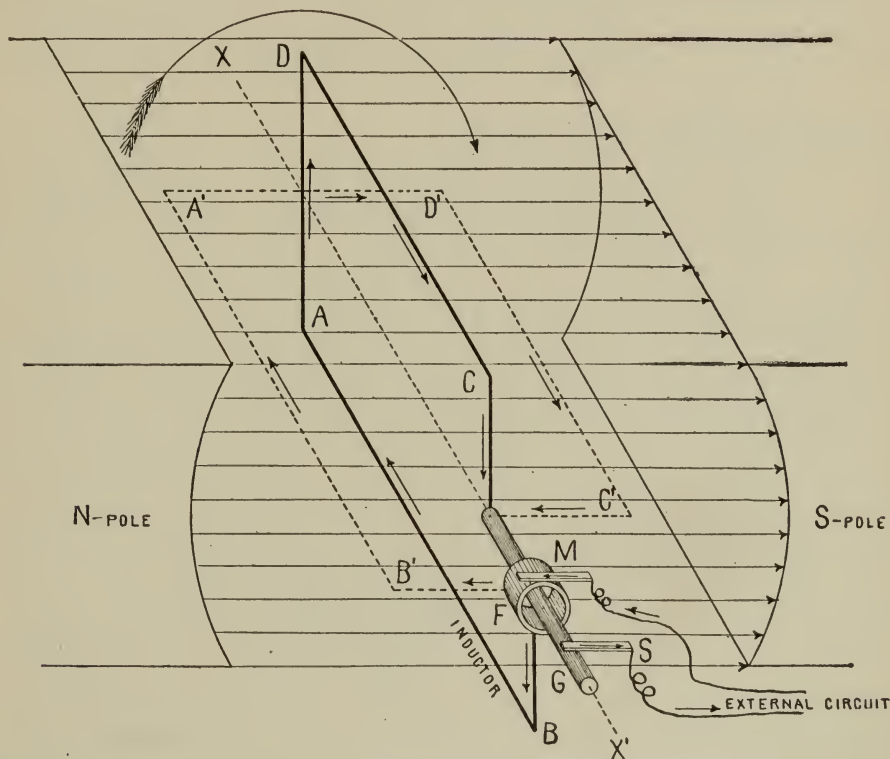 X
D
A'
D'
A
C
N-POLE
S-POLE
C'
M
B'
F
INDUCTOR
S
G
EXTERNAL CIRCUIT
B
X'